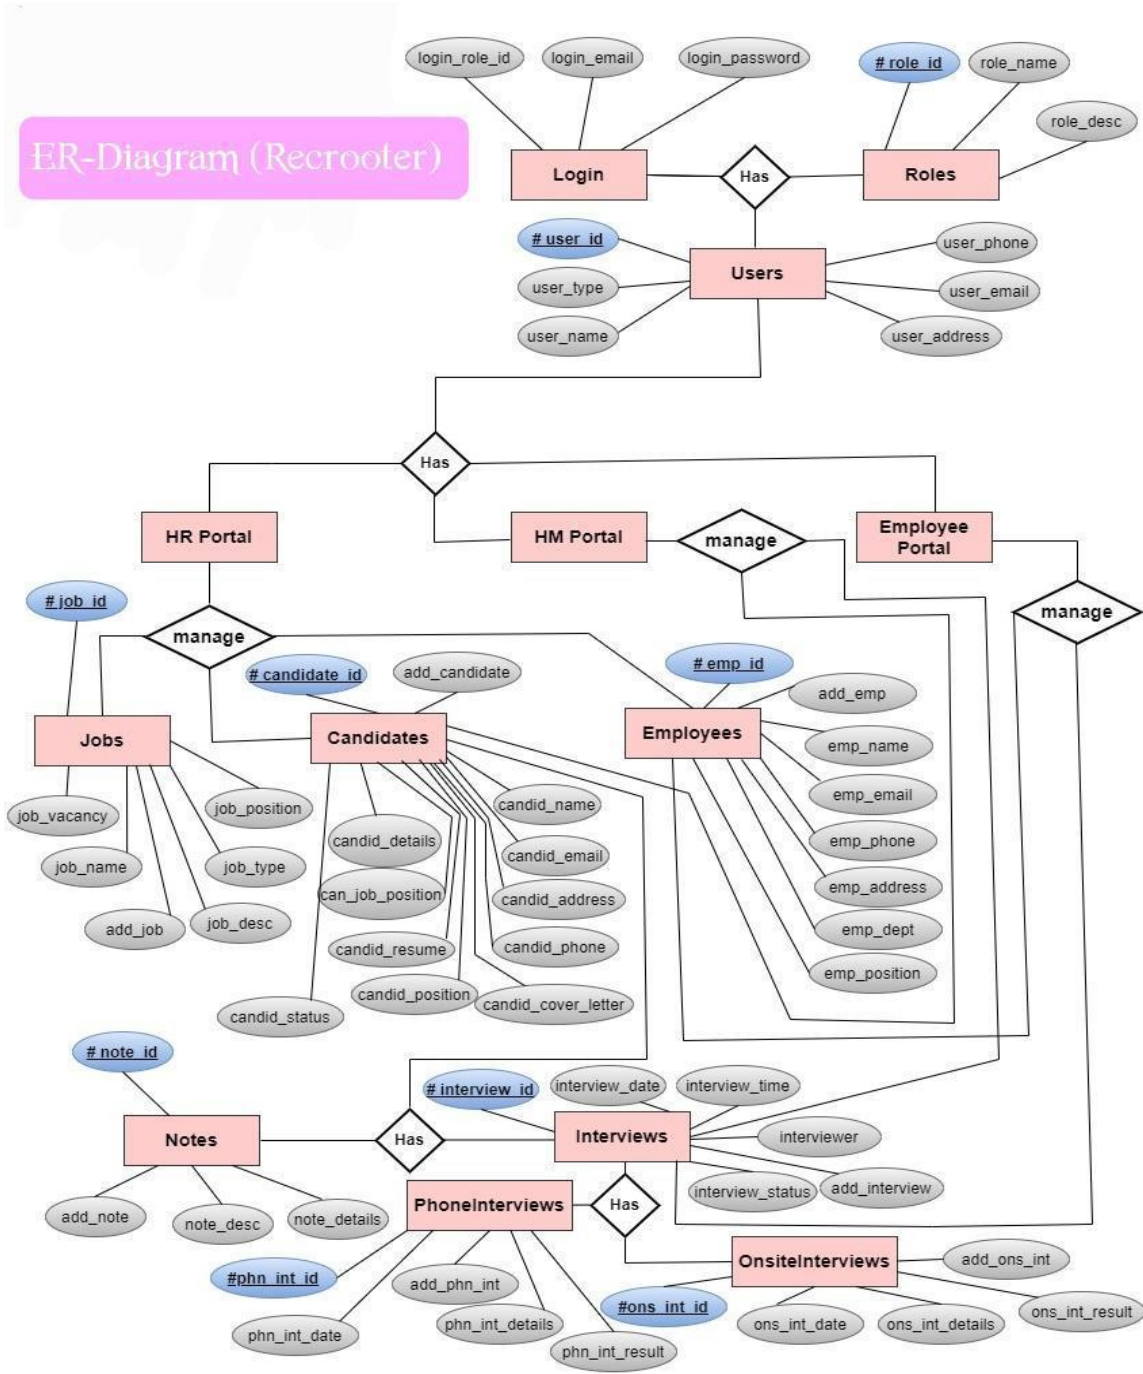 login_role_id
login_email
login_password
# role_id
role_name
role_desc
ER-Diagram (Recrooter)
Login
Has
Roles
# user_id
user_type
user_name
Users
user_phone
user_email
user_address
Has
HR Portal
HM Portal
manage
Employee
Portal
manage
# job_id
manage
# candidate_id
add_candidate
# emp_id
add_emp
Jobs
Candidates
Employees
emp_name
job_vacancy
job_position
candid_name
emp_email
job_name
job_type
candid_details
candid_email
emp_phone
can_job_position
candid_address
emp_address
add_job
job_desc
candid_resume
candid_phone
emp_dept
candid_status
candid_position
candid_cover_letter
emp_position
# note_id
# interview_id
interview_date
interview_time
Notes
Has
Interviews
interviewer
add_note
note_desc
note_details
interview_status
add_interview
PhoneInterviews
Has
#phn_int_id
add_phn_int
OnsiteInterviews
add_ons_int
phn_int_date
phn_int_details
phn_int_result
#ons_int_id
ons_int_date
ons_int_details
ons_int_result